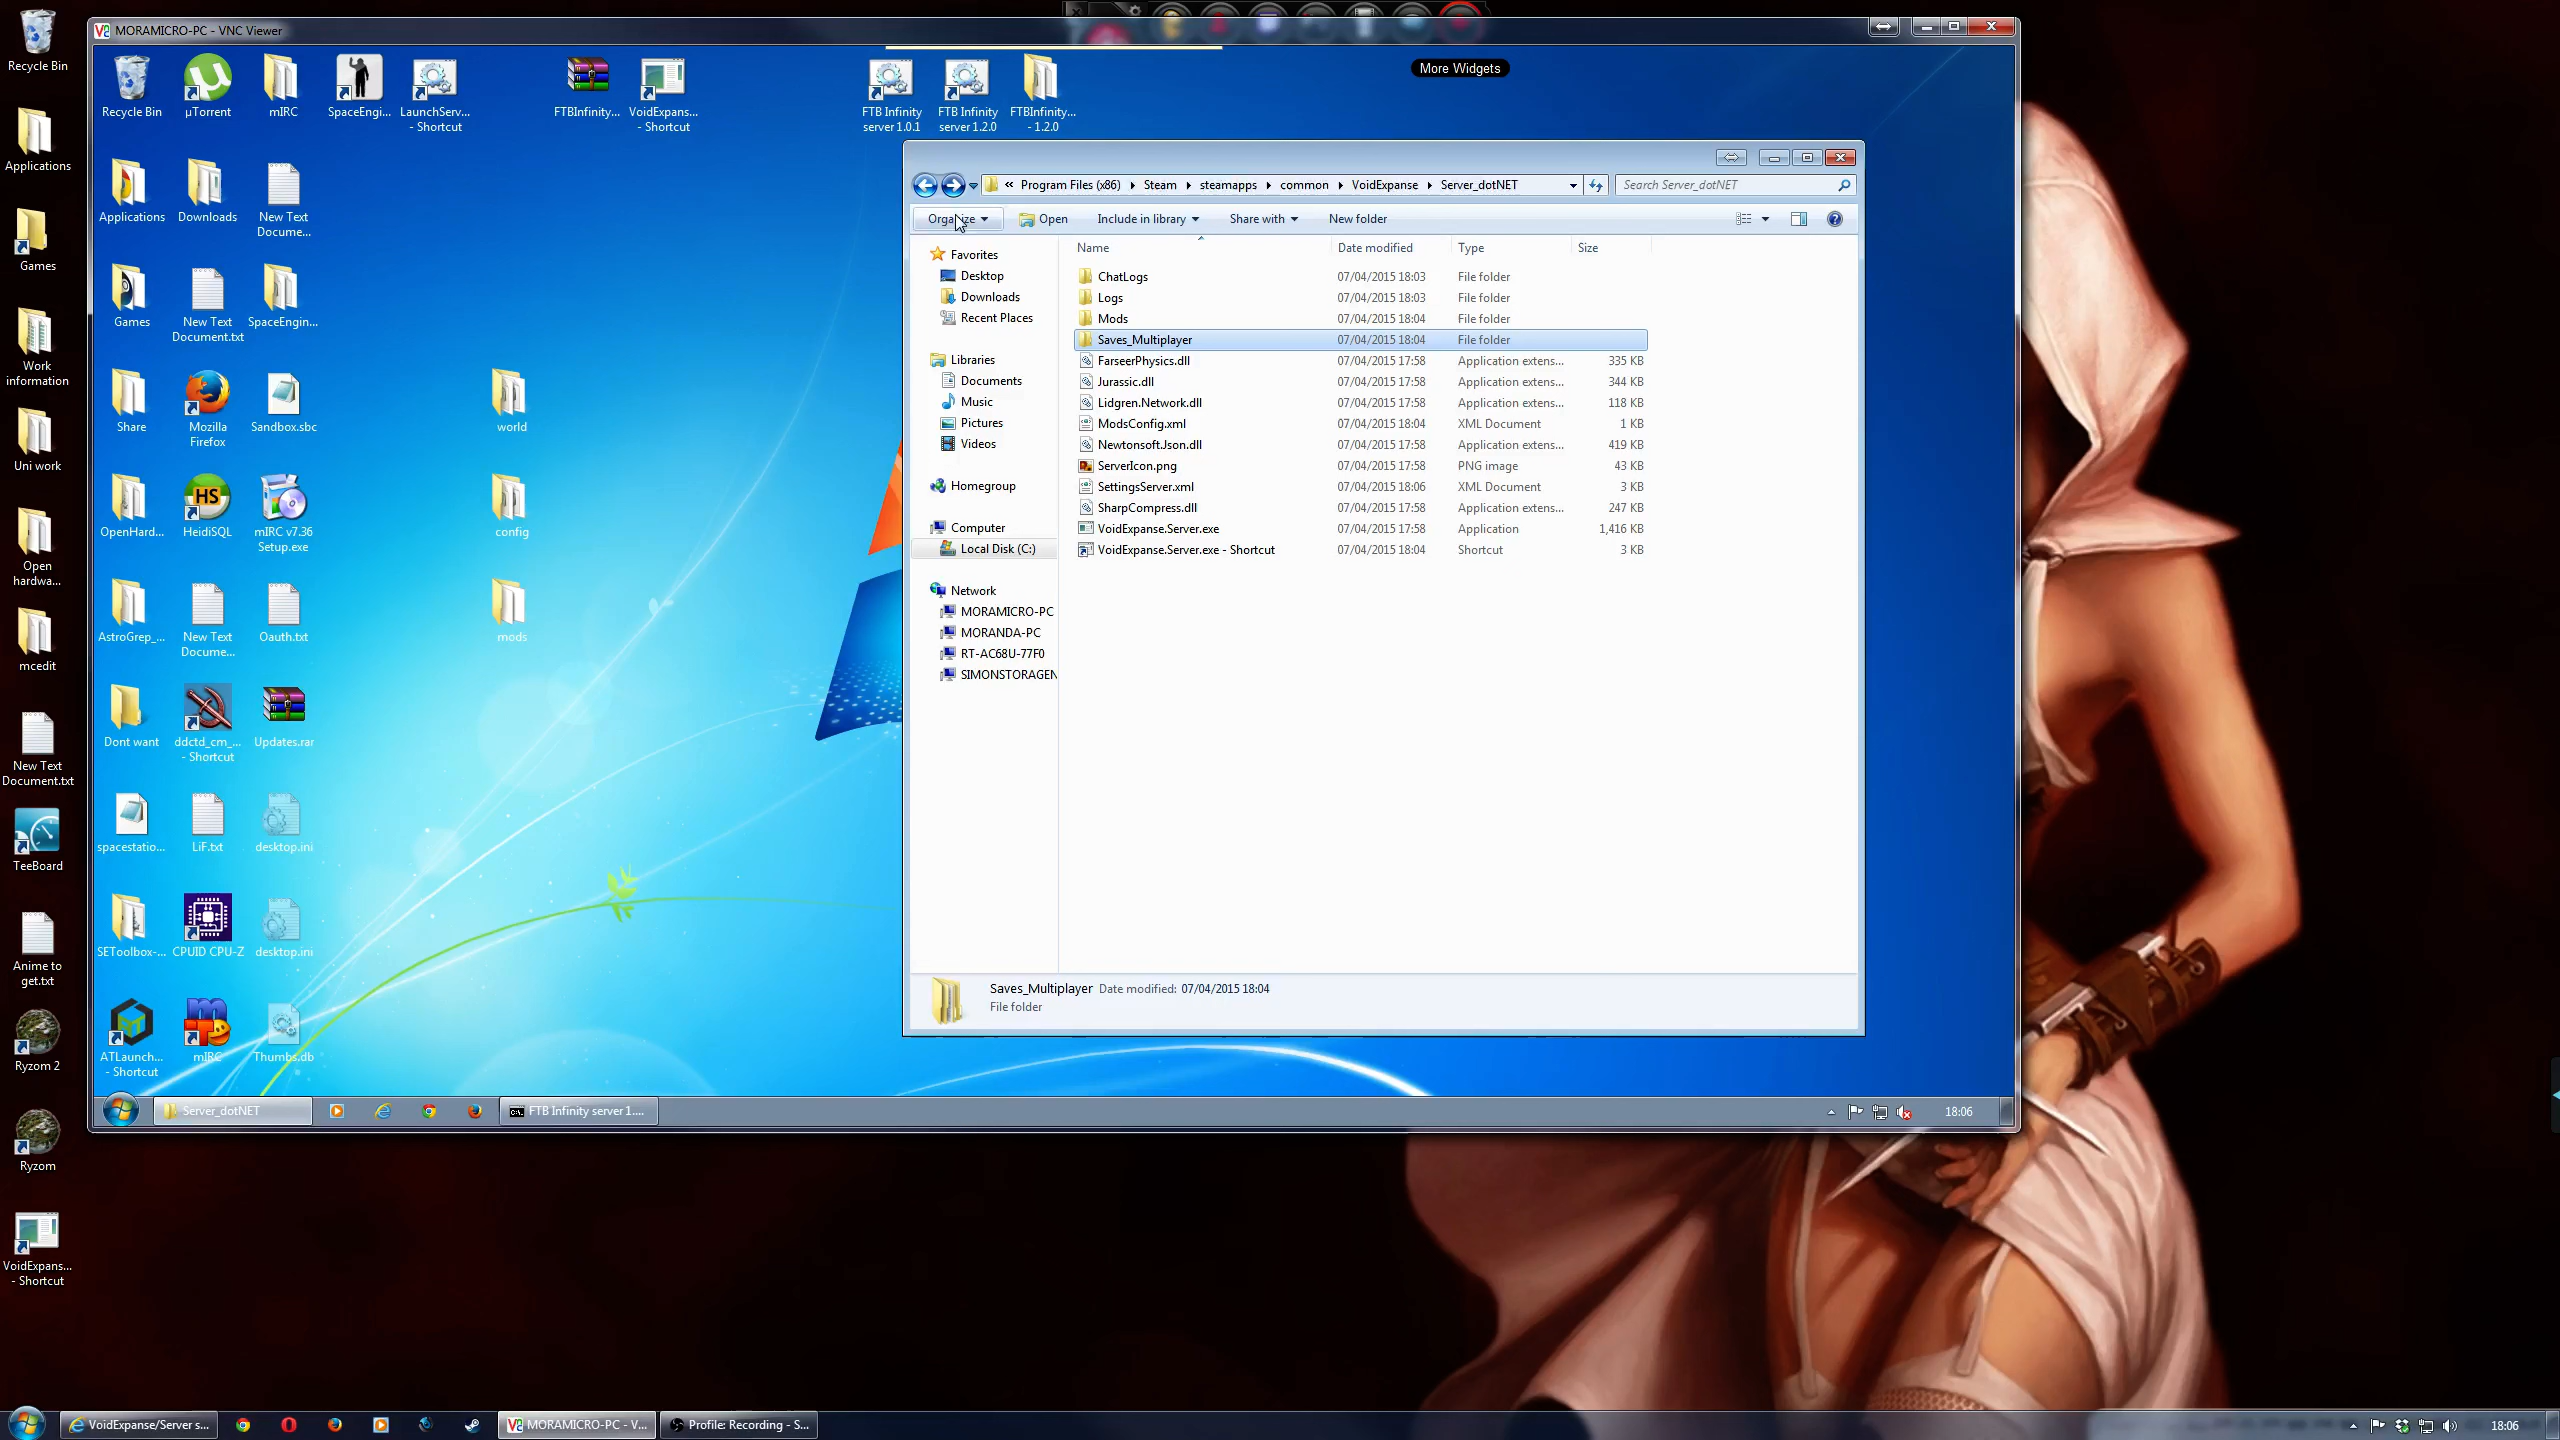 MORAMICRO-PC - VNC Viewer
More Widgets
Recycle Bin
Applications
Games
Work information
Uni work
Open hardwa...
mcedit
New Text Document.txt
TeeBoard
Anime to get.txt
Ryzom 2
Ryzom
VoidExpans... - Shortcut
Recycle Bin
µTorrent
mIRC
SpaceEngi...
LaunchServ... - Shortcut
FTBInfinity...
VoidExpans... - Shortcut
FTB Infinity server 1.0.1
FTB Infinity server 1.2.0
FTBInfinity... - 1.2.0
Applications
Downloads
New Text Docume...
Games
New Text Document.txt
SpaceEngin...
Share
Mozilla Firefox
Sandbox.sbc
world
OpenHard...
HeidiSQL
mIRC v7.36 Setup.exe
config
AstroGrep_...
New Text Docume...
Oauth.txt
mods
Dont want
ddctd_cm_... - Shortcut
Updates.rar
spacestatio...
LiF.txt
desktop.ini
SEToolbox-...
CPUID CPU-Z
desktop.ini
ATLaunch... - Shortcut
mIRC
Thumbs.db
« Program Files (x86) Steam steamapps common VoidExpanse Server_dotNET
Search Server_dotNET
Organize Open Include in library Share with New folder
Favorites
Desktop
Downloads
Recent Places
Libraries
Documents
Music
Pictures
Videos
Homegroup
Computer
Local Disk (C:)
Network
MORAMICRO-PC
MORANDA-PC
RT-AC68U-77F0
SIMONSTORAGEN
Name Date modified Type Size
ChatLogs 07/04/2015 18:03 File folder
Logs 07/04/2015 18:03 File folder
Mods 07/04/2015 18:04 File folder
Saves_Multiplayer 07/04/2015 18:04 File folder
FarseerPhysics.dll 07/04/2015 17:58 Application extens... 335 KB
Jurassic.dll 07/04/2015 17:58 Application extens... 344 KB
Lidgren.Network.dll 07/04/2015 17:58 Application extens... 118 KB
ModsConfig.xml 07/04/2015 18:04 XML Document 1 KB
Newtonsoft.Json.dll 07/04/2015 17:58 Application extens... 419 KB
ServerIcon.png 07/04/2015 17:58 PNG image 43 KB
SettingsServer.xml 07/04/2015 18:06 XML Document 3 KB
SharpCompress.dll 07/04/2015 17:58 Application extens... 247 KB
VoidExpanse.Server.exe 07/04/2015 17:58 Application 1,416 KB
VoidExpanse.Server.exe - Shortcut 07/04/2015 18:04 Shortcut 3 KB
Saves_Multiplayer Date modified: 07/04/2015 18:04
File folder
Server_dotNET
FTB Infinity server 1....
18:06
VoidExpanse/Server s...
MORAMICRO-PC - V...
Profile: Recording - S...
18:06